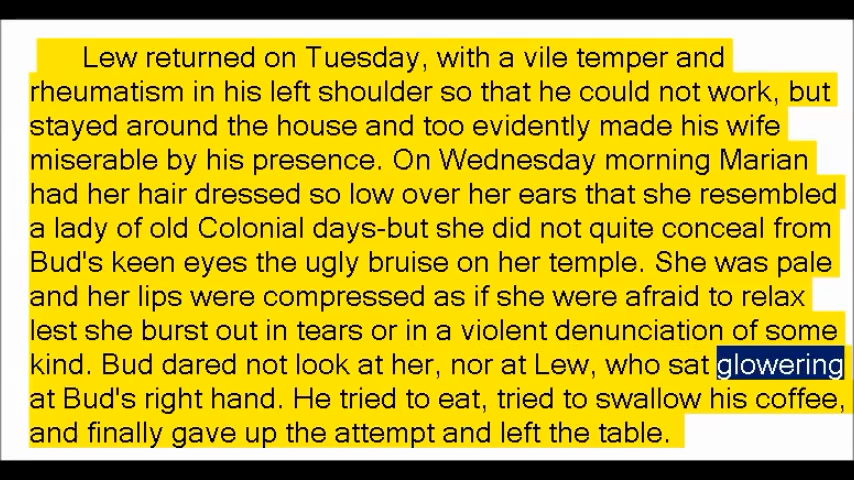 Lew returned on Tuesday, with a vile temper and
rheumatism in his left shoulder so that he could not work, but
stayed around the house and too evidently made his wife
miserable by his presence. On Wednesday morning Marian
had her hair dressed so low over her ears that she resembled
a lady of old Colonial days-but she did not quite conceal from
Bud's keen eyes the ugly bruise on her temple. She was pale
and her lips were compressed as if she were afraid to relax
lest she burst out in tears or in a violent denunciation of some
kind. Bud dared not look at her, nor at Lew, who sat glowering
at Bud's right hand. He tried to eat, tried to swallow his coffee,
and finally gave up the attempt and left the table.